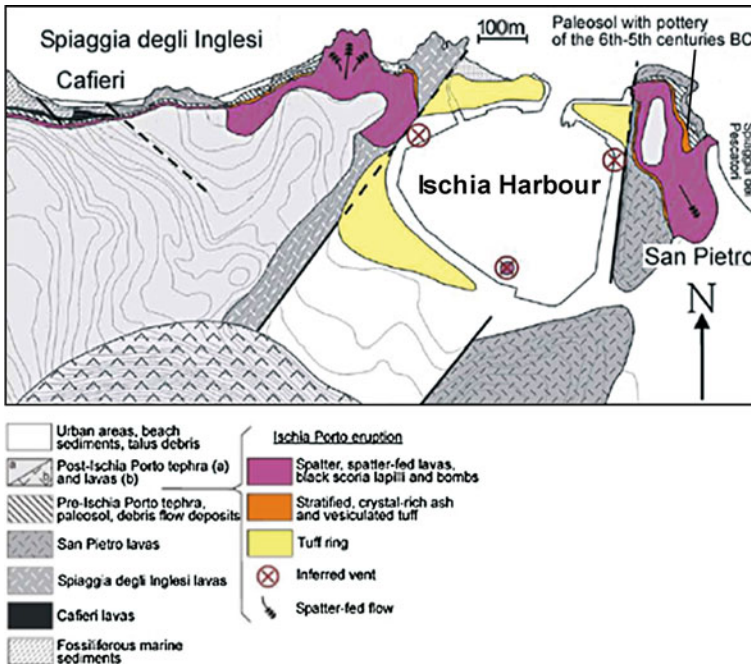 Spiaggia degli Inglesi
Cafieri
100m
Paleosol with pottery
of the 6th-5th centuries BC
Ischia Harbour
Spiaggia dei
Pescatori
San Pietro
N
Urban areas, beach
sediments, talus debris
a
b
Post-Ischia Porto tephra (a)
and lavas (b)
Pre-Ischia Porto tephra,
paleosol, debris flow deposits
San Pietro lavas
Spiaggia degli Inglesi lavas
Cafieri lavas
Fossiliferous marine
sediments
Ischia Porto eruption
Spatter, spatter-fed lavas,
black scoria lapilli and bombs
Stratified, crystal-rich ash
and vesiculated tuff
Tuff ring
Inferred vent
Spatter-fed flow